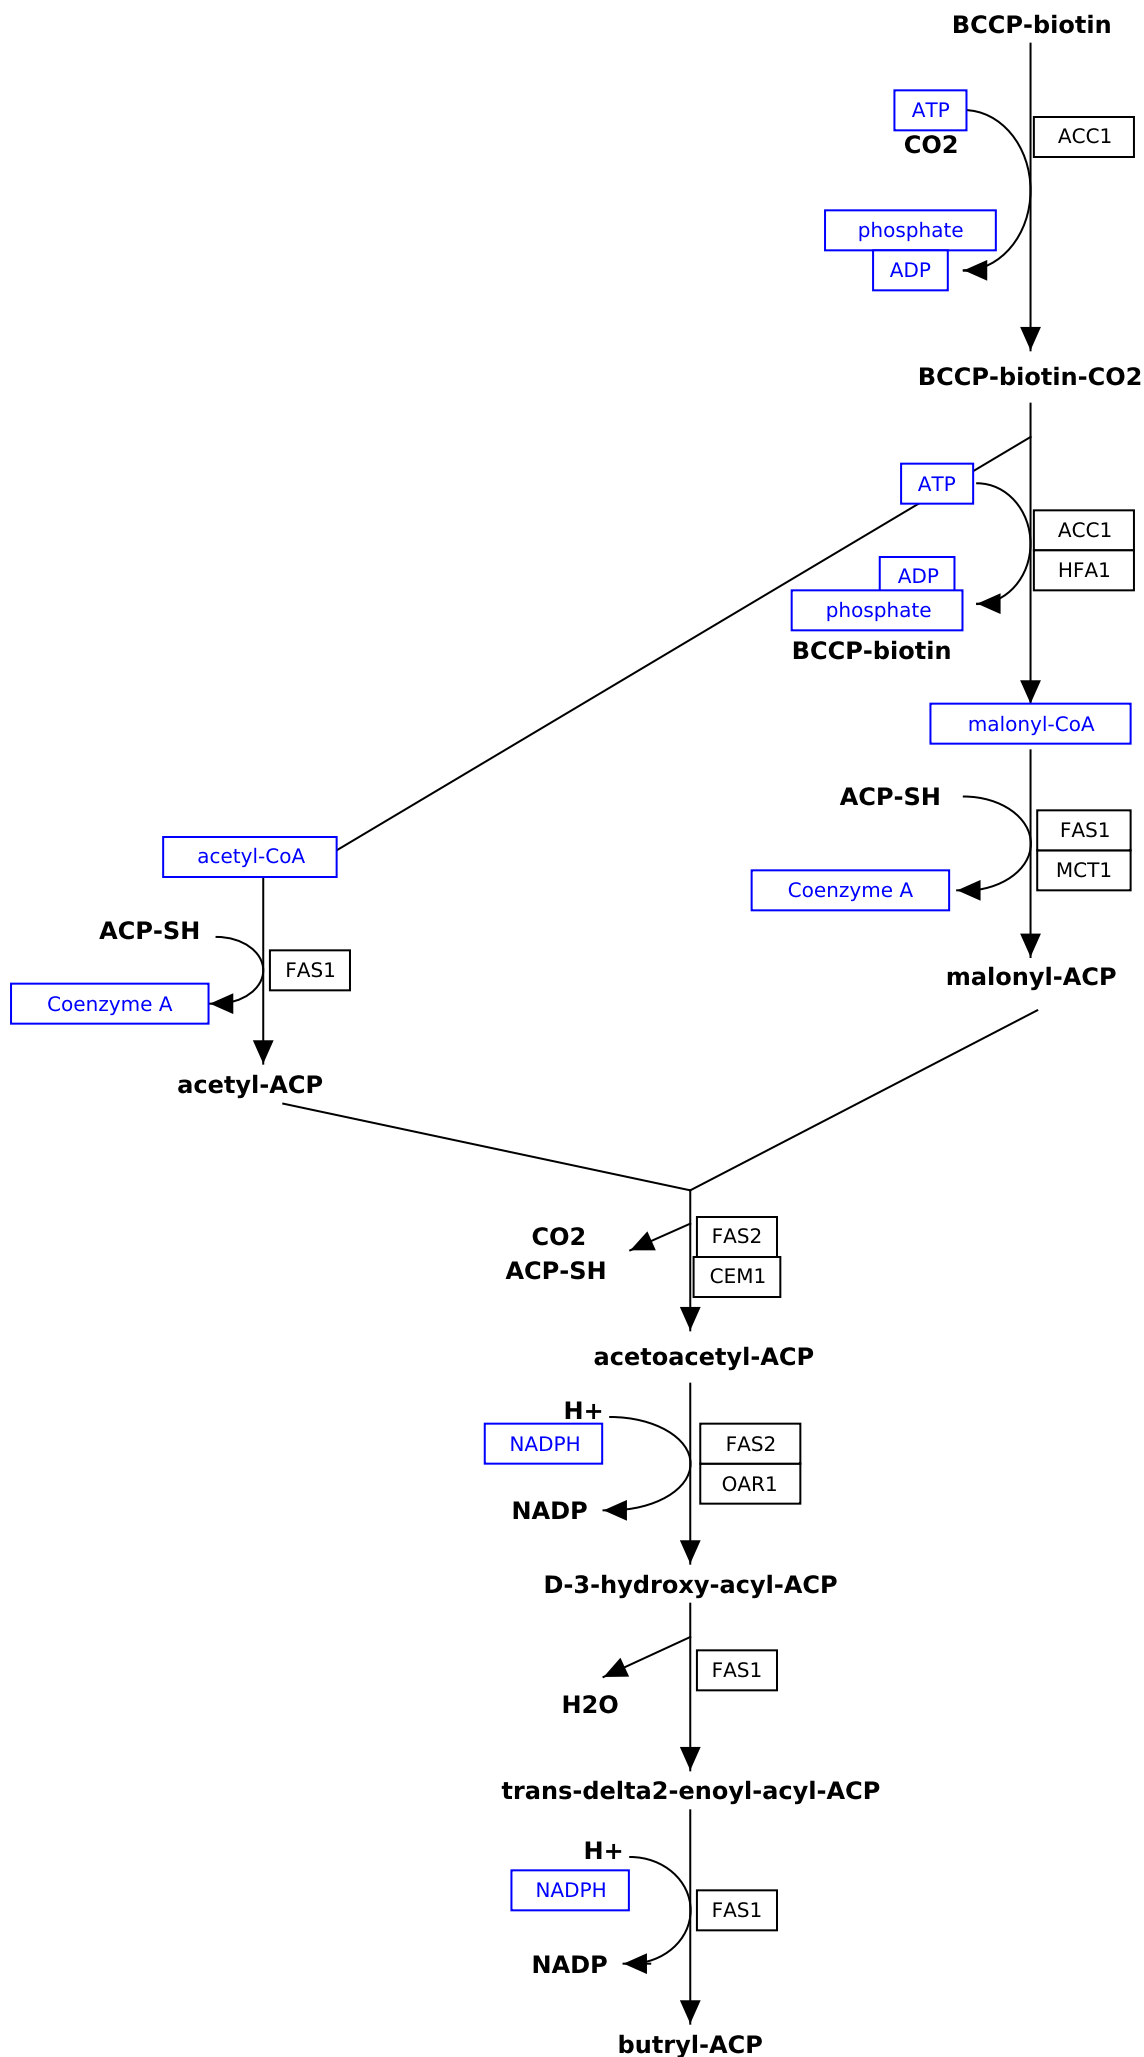 BCCP-biotin
ATP
ACC1
CO2
phosphate
ADP
BCCP-biotin-CO2
ATP
ACC1
HFA1
ADP
phosphate
BCCP-biotin
malonyl-CoA
ACP-SH
FAS1
MCT1
Coenzyme A
acetyl-CoA
ACP-SH
FAS1
Coenzyme A
malonyl-ACP
acetyl-ACP
CO2
FAS2
ACP-SH
CEM1
acetoacetyl-ACP
H+
NADPH
FAS2
OAR1
NADP
D-3-hydroxy-acyl-ACP
FAS1
H2O
trans-delta2-enoyl-acyl-ACP
H+
NADPH
FAS1
NADP
butryl-ACP